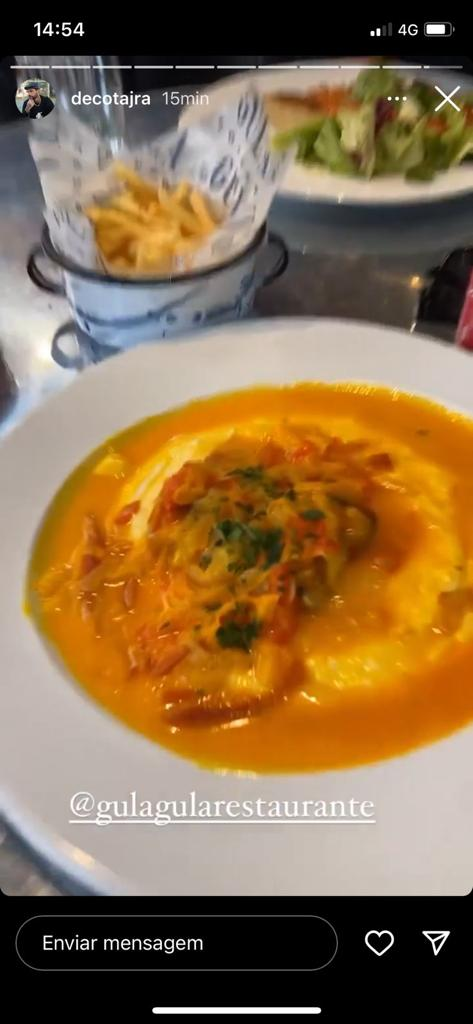 14:54
4G
decotajra 15min
@gulagularestaurante
Enviar mensagem